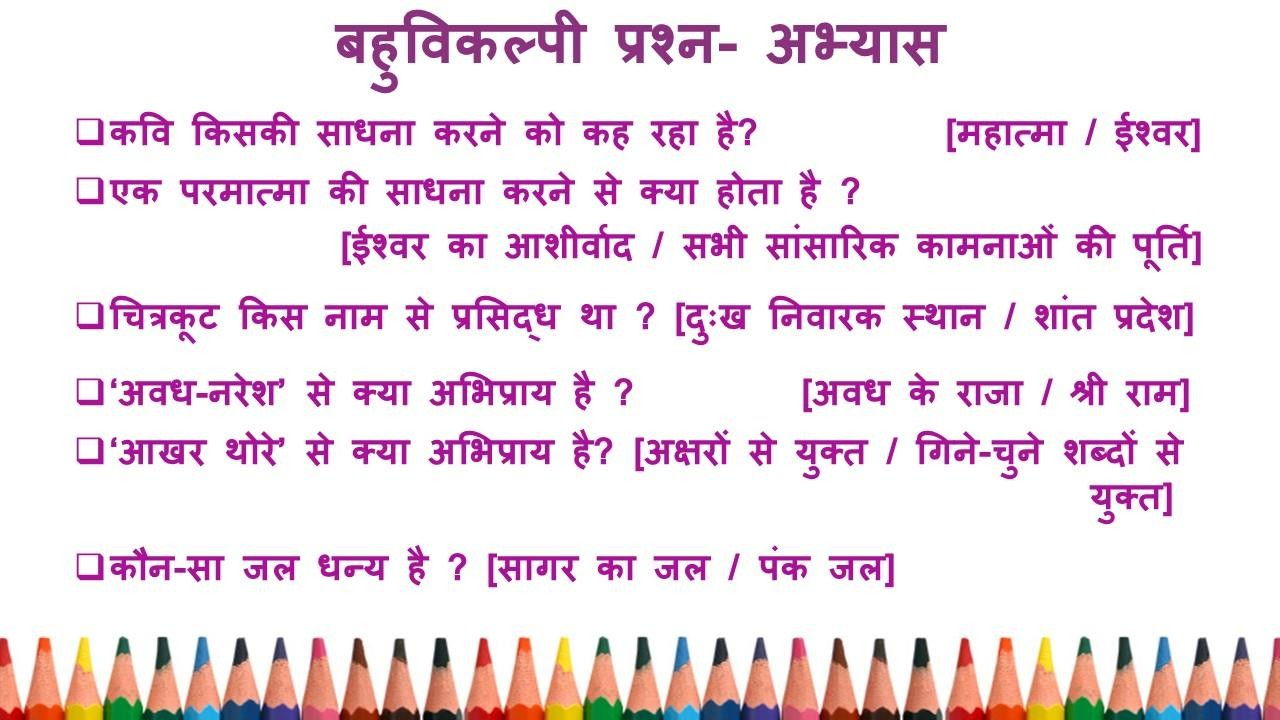 बहुविकल्पी प्रश्न- अभ्यास
❑कवि किसकी साधना करने को कह रहा है? [महात्मा / ईश्वर]
❑एक परमात्मा की साधना करने से क्या होता है ?
[ईश्वर का आशीर्वाद / सभी सांसारिक कामनाओं की पूर्ति]
❑चित्रकूट किस नाम से प्रसिद्ध था ? [दुःख निवारक स्थान / शांत प्रदेश]
❑‘अवध-नरेश’ से क्या अभिप्राय है ? [अवध के राजा / श्री राम]
❑‘आखर थोरे’ से क्या अभिप्राय है? [अक्षरों से युक्त / गिने-चुने शब्दों से
युक्त]
❑कौन-सा जल धन्य है ? [सागर का जल / पंक जल]